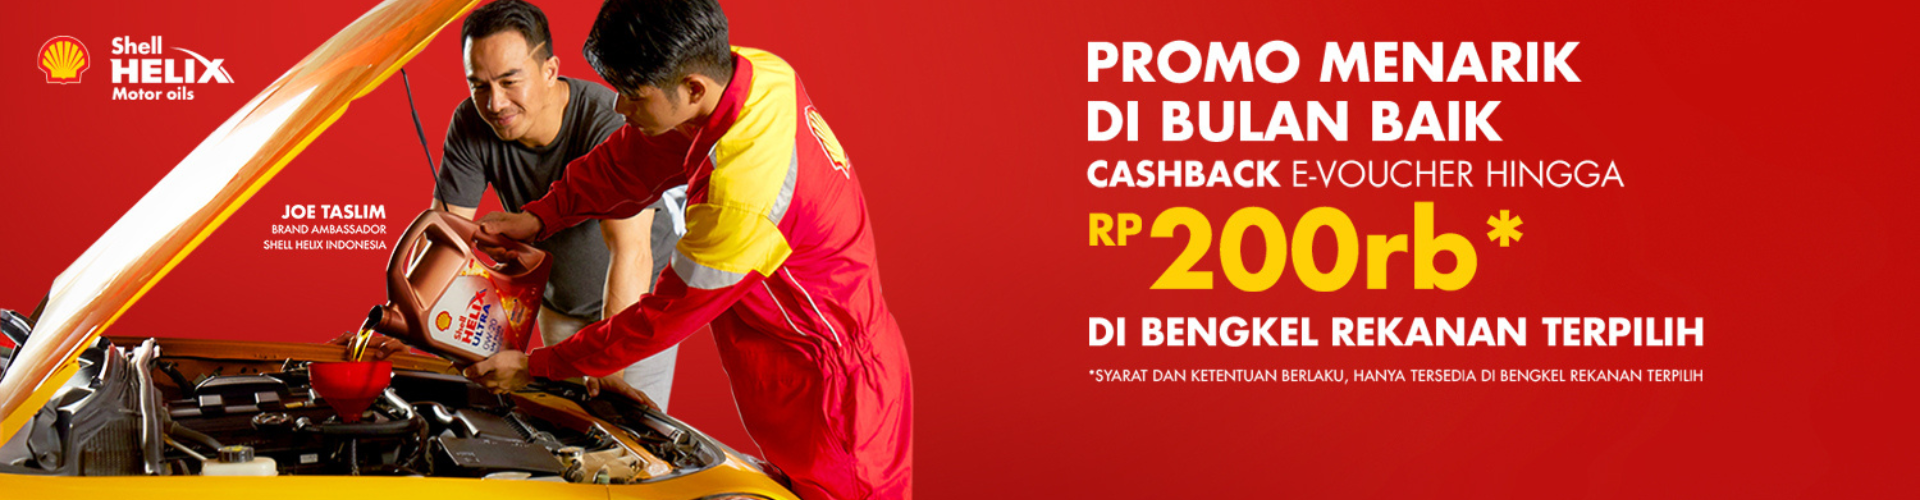 Shell
HELIX
Motor oils
JOE TASLIM
BRAND AMBASSADOR
SHELL HELIX INDONESIA
Shell
HELIX
ULTRA
0W-20
PROMO MENARIK
DI BULAN BAIK
CASHBACK E-VOUCHER HINGGA
RP 200rb*
DI BENGKEL REKANAN TERPILIH
*SYARAT DAN KETENTUAN BERLAKU, HANYA TERSEDIA DI BENGKEL REKANAN TERPILIH